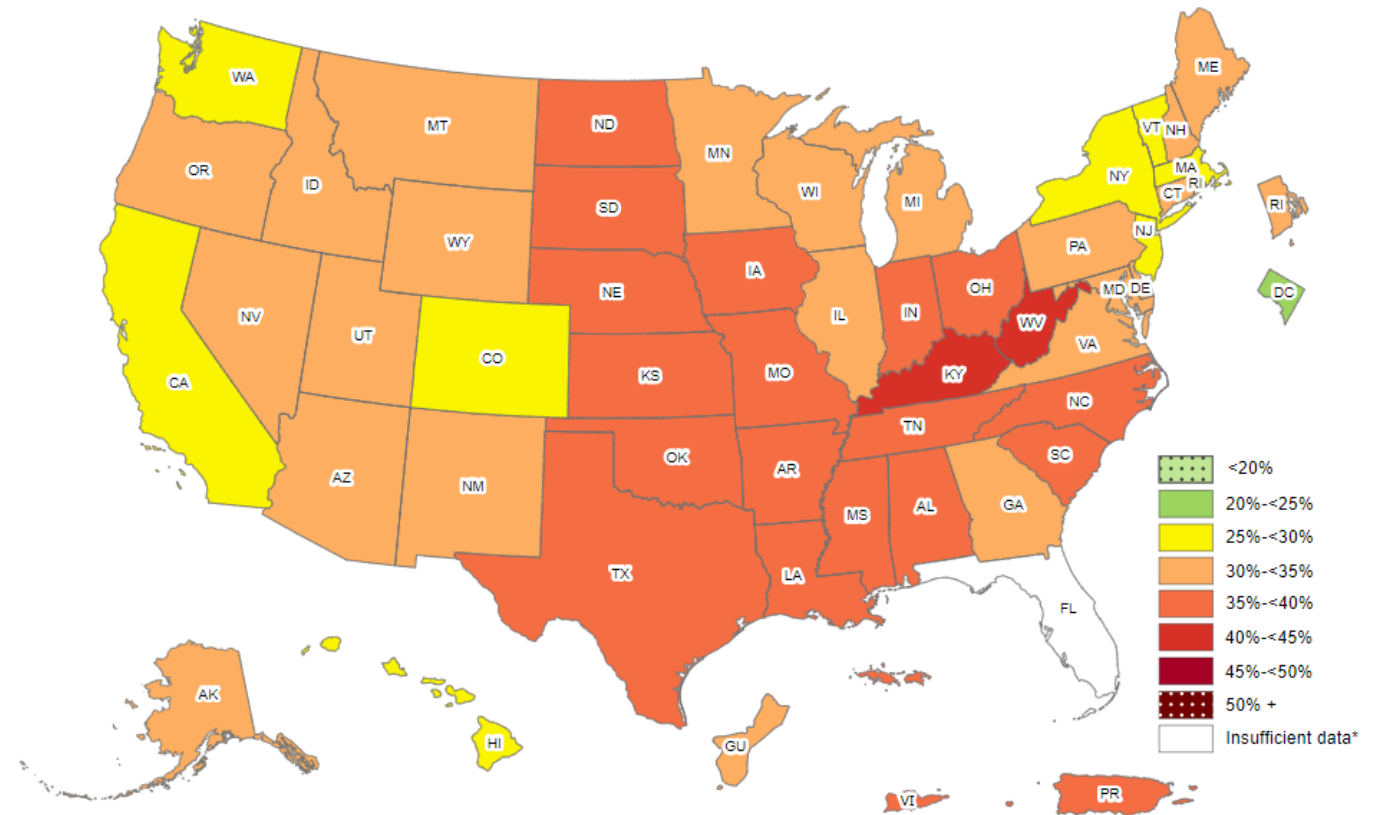 WA
OR
CA
ID
NV
MT
WY
UT
AZ
CO
NM
ND
SD
NE
KS
OK
TX
MN
IA
MO
AR
LA
WI
IL
MI
IN
OH
KY
TN
MS
AL
GA
FL
SC
NC
VA
WV
PA
NY
VT
NH
ME
MA
RI
CT
NJ
MD
DE
RI
DC
AK
HI
GU
VI
PR
<20%
20%-<25%
25%-<30%
30%-<35%
35%-<40%
40%-<45%
45%-<50%
50% +
Insufficient data*